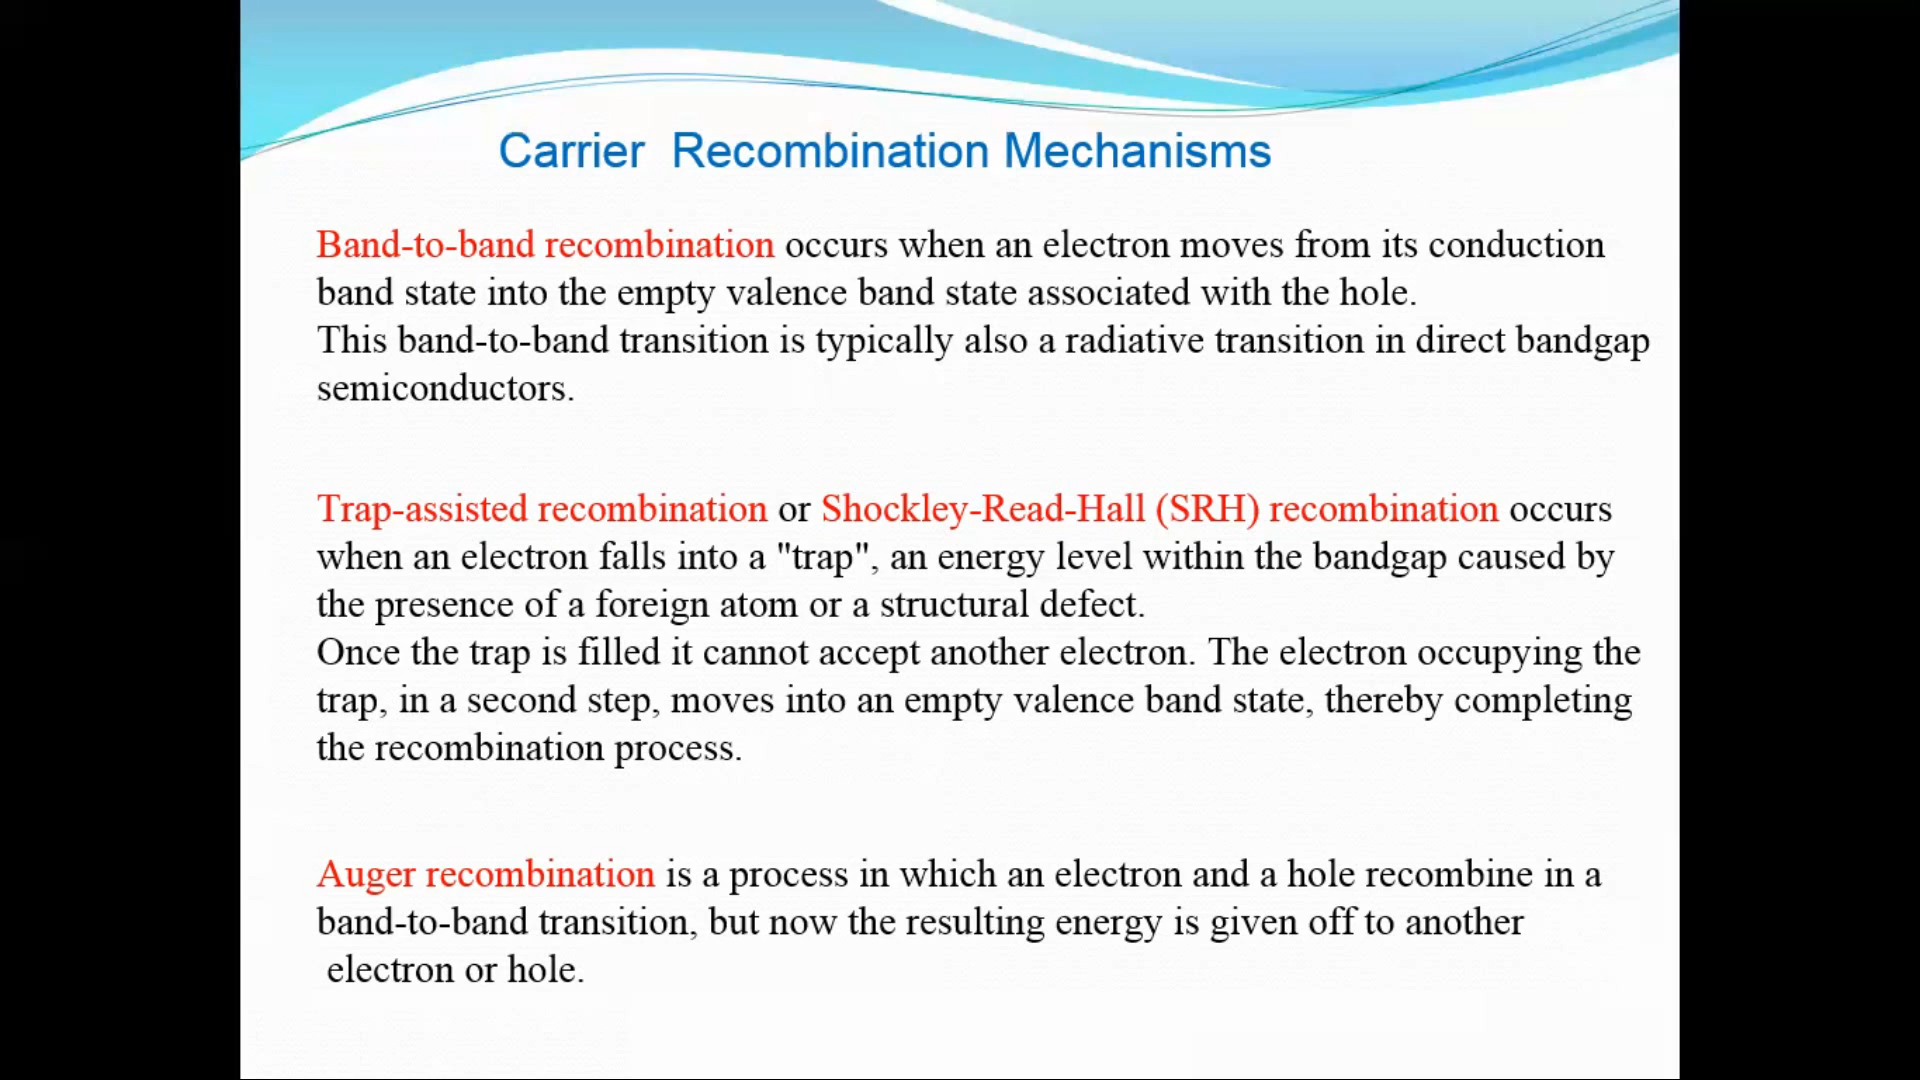 Carrier Recombination Mechanisms
Band-to-band recombination occurs when an electron moves from its conduction
band state into the empty valence band state associated with the hole.
This band-to-band transition is typically also a radiative transition in direct bandgap
semiconductors.
Trap-assisted recombination or Shockley-Read-Hall (SRH) recombination occurs
when an electron falls into a "trap", an energy level within the bandgap caused by
the presence of a foreign atom or a structural defect.
Once the trap is filled it cannot accept another electron. The electron occupying the
trap, in a second step, moves into an empty valence band state, thereby completing
the recombination process.
Auger recombination is a process in which an electron and a hole recombine in a
band-to-band transition, but now the resulting energy is given off to another
electron or hole.